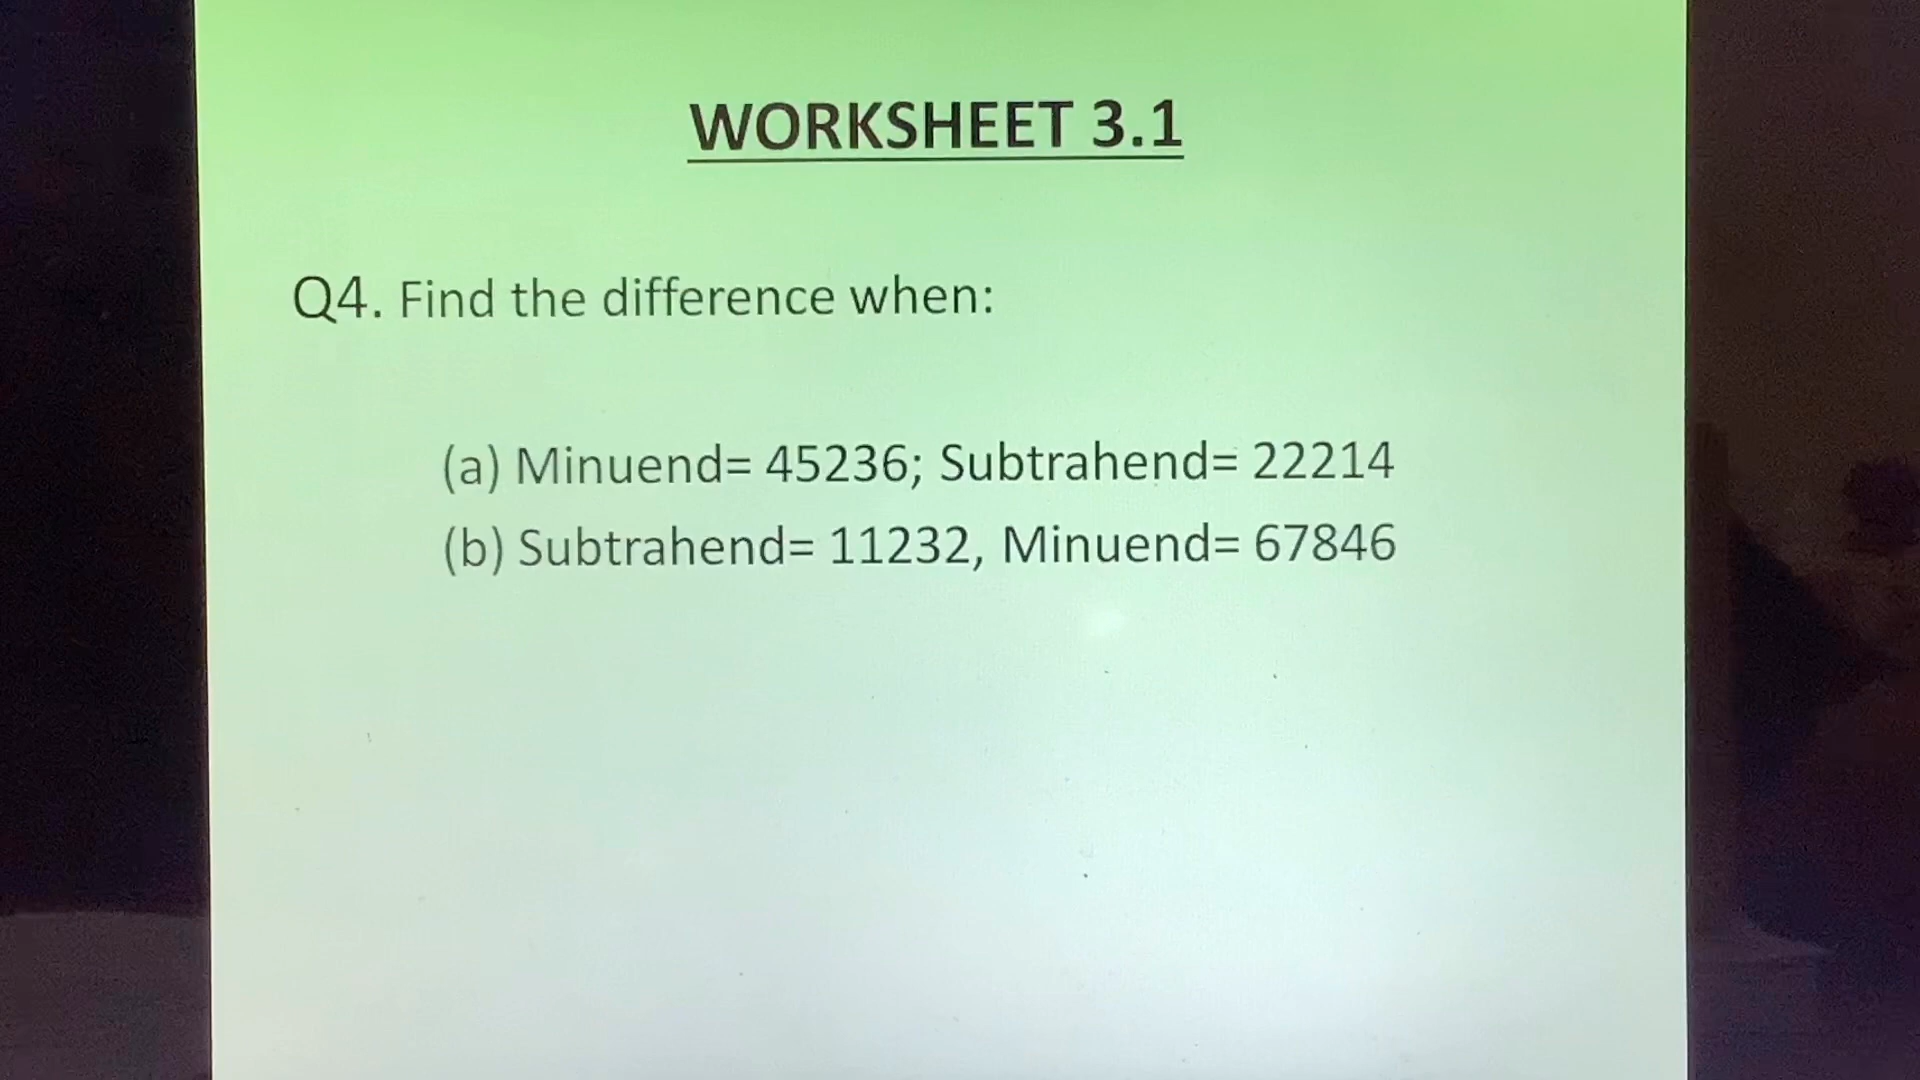 WORKSHEET 3.1
Q4. Find the difference when:
(a) Minuend= 45236; Subtrahend= 22214
(b) Subtrahend= 11232, Minuend= 67846